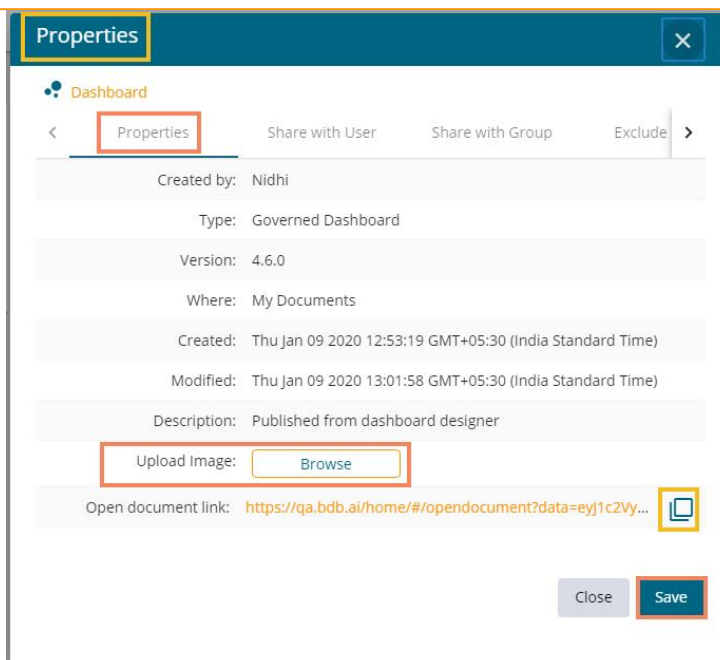 Properties
Dashboard
Properties Share with User Share with Group Exclude
Created by: Nidhi
Type: Governed Dashboard
Version: 4.6.0
Where: My Documents
Created: Thu Jan 09 2020 12:53:19 GMT+05:30 (India Standard Time)
Modified: Thu Jan 09 2020 13:01:58 GMT+05:30 (India Standard Time)
Description: Published from dashboard designer
Upload Image: Browse
Open document link: https://qa.bdb.ai/home/#/opendocument?data=eyJ1c2Vy...
Close Save